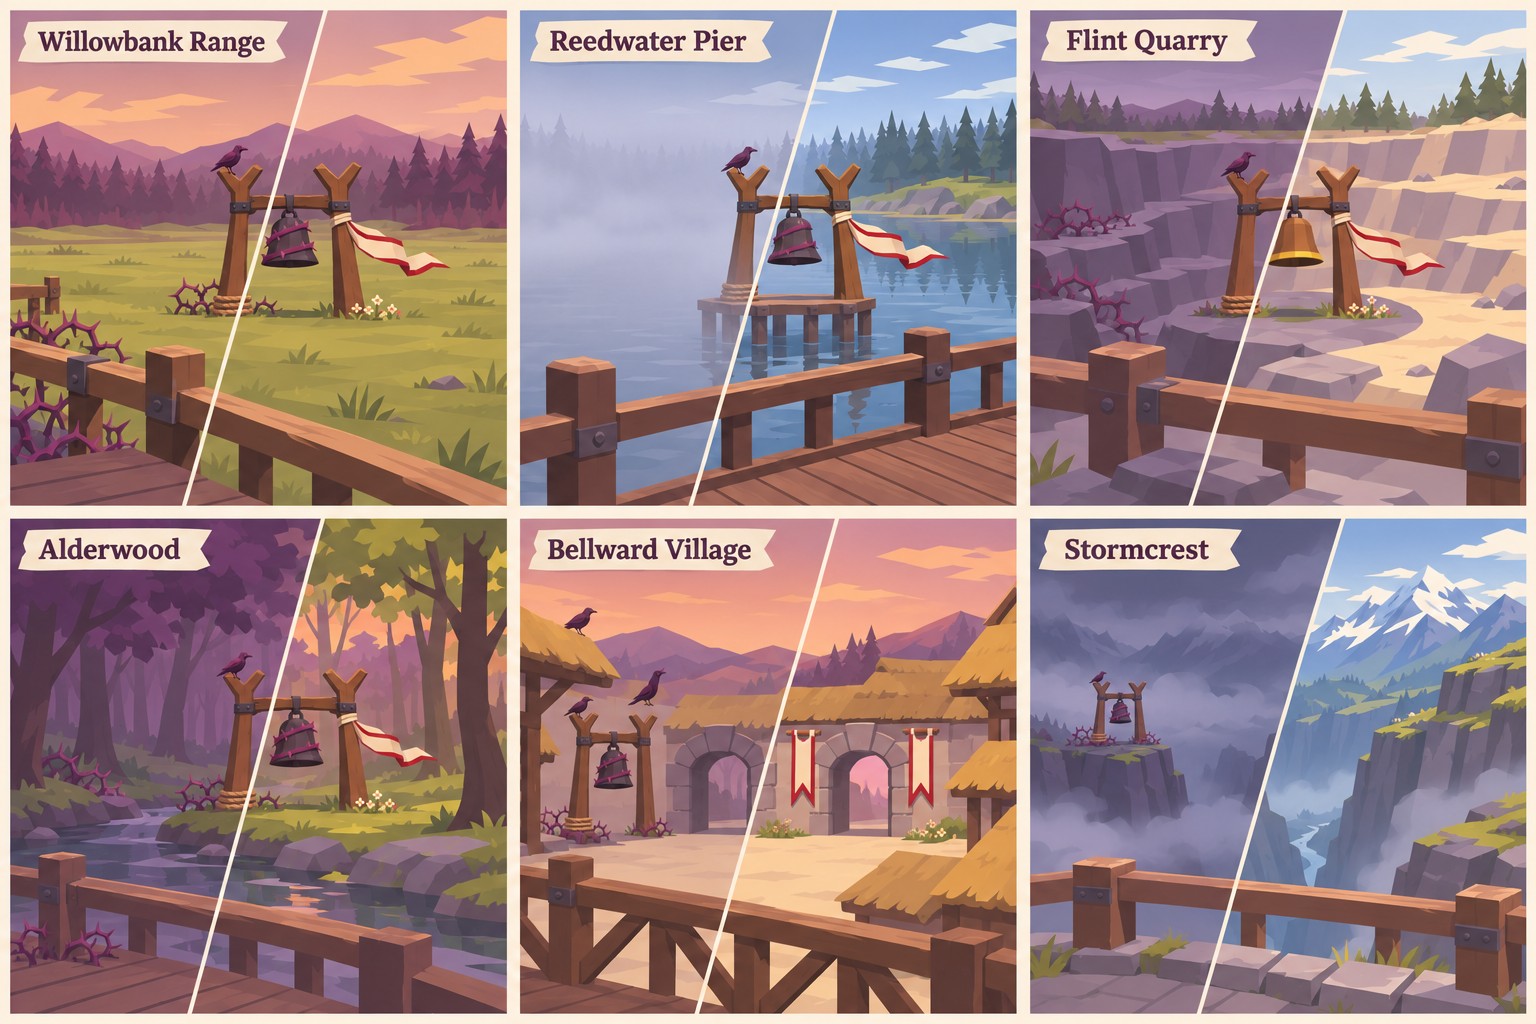 Willowbank Range
Reedwater Pier
Flint Quarry
Alderwood
Bellward Village
Stormcrest